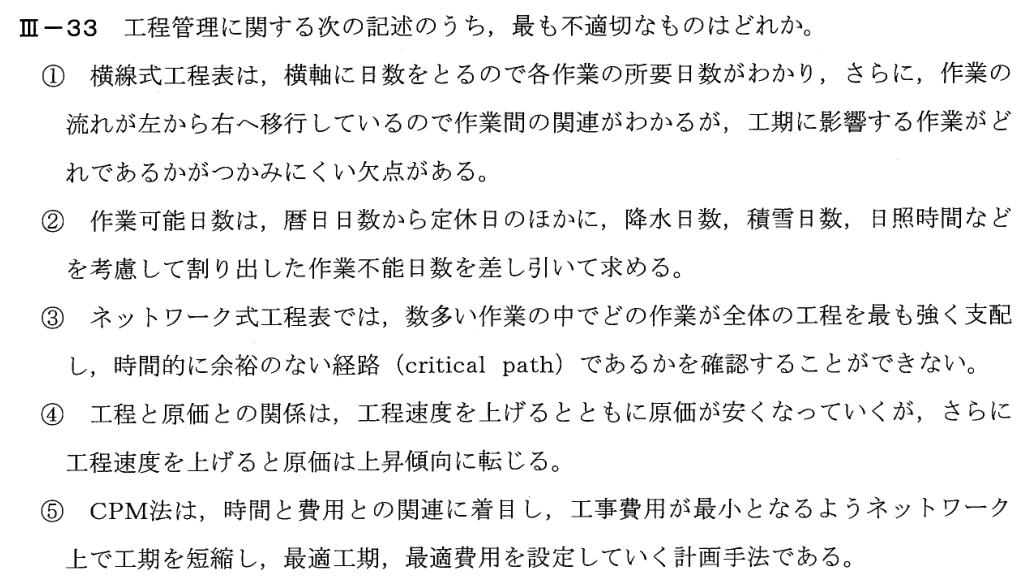 Ⅲ－33　工程管理に関する次の記述のうち，最も不適切なものはどれか。
①　横線式工程表は，横軸に日数をとるので各作業の所要日数がわかり，さらに，作業の
流れが左から右へ移行しているので作業間の関連がわかるが，工期に影響する作業がど
れであるかがつかみにくい欠点がある。
②　作業可能日数は，暦日日数から定休日のほかに，降水日数，積雪日数，日照時間など
を考慮して割り出した作業不能日数を差し引いて求める。
③　ネットワーク式工程表では，数多い作業の中でどの作業が全体の工程を最も強く支配
し，時間的に余裕のない経路（critical path）であるかを確認することができない。
④　工程と原価との関係は，工程速度を上げるとともに原価が安くなっていくが，さらに
工程速度を上げると原価は上昇傾向に転じる。
⑤　CPM法は，時間と費用との関連に着目し，工事費用が最小となるようネットワーク
上で工期を短縮し，最適工期，最適費用を設定していく計画手法である。